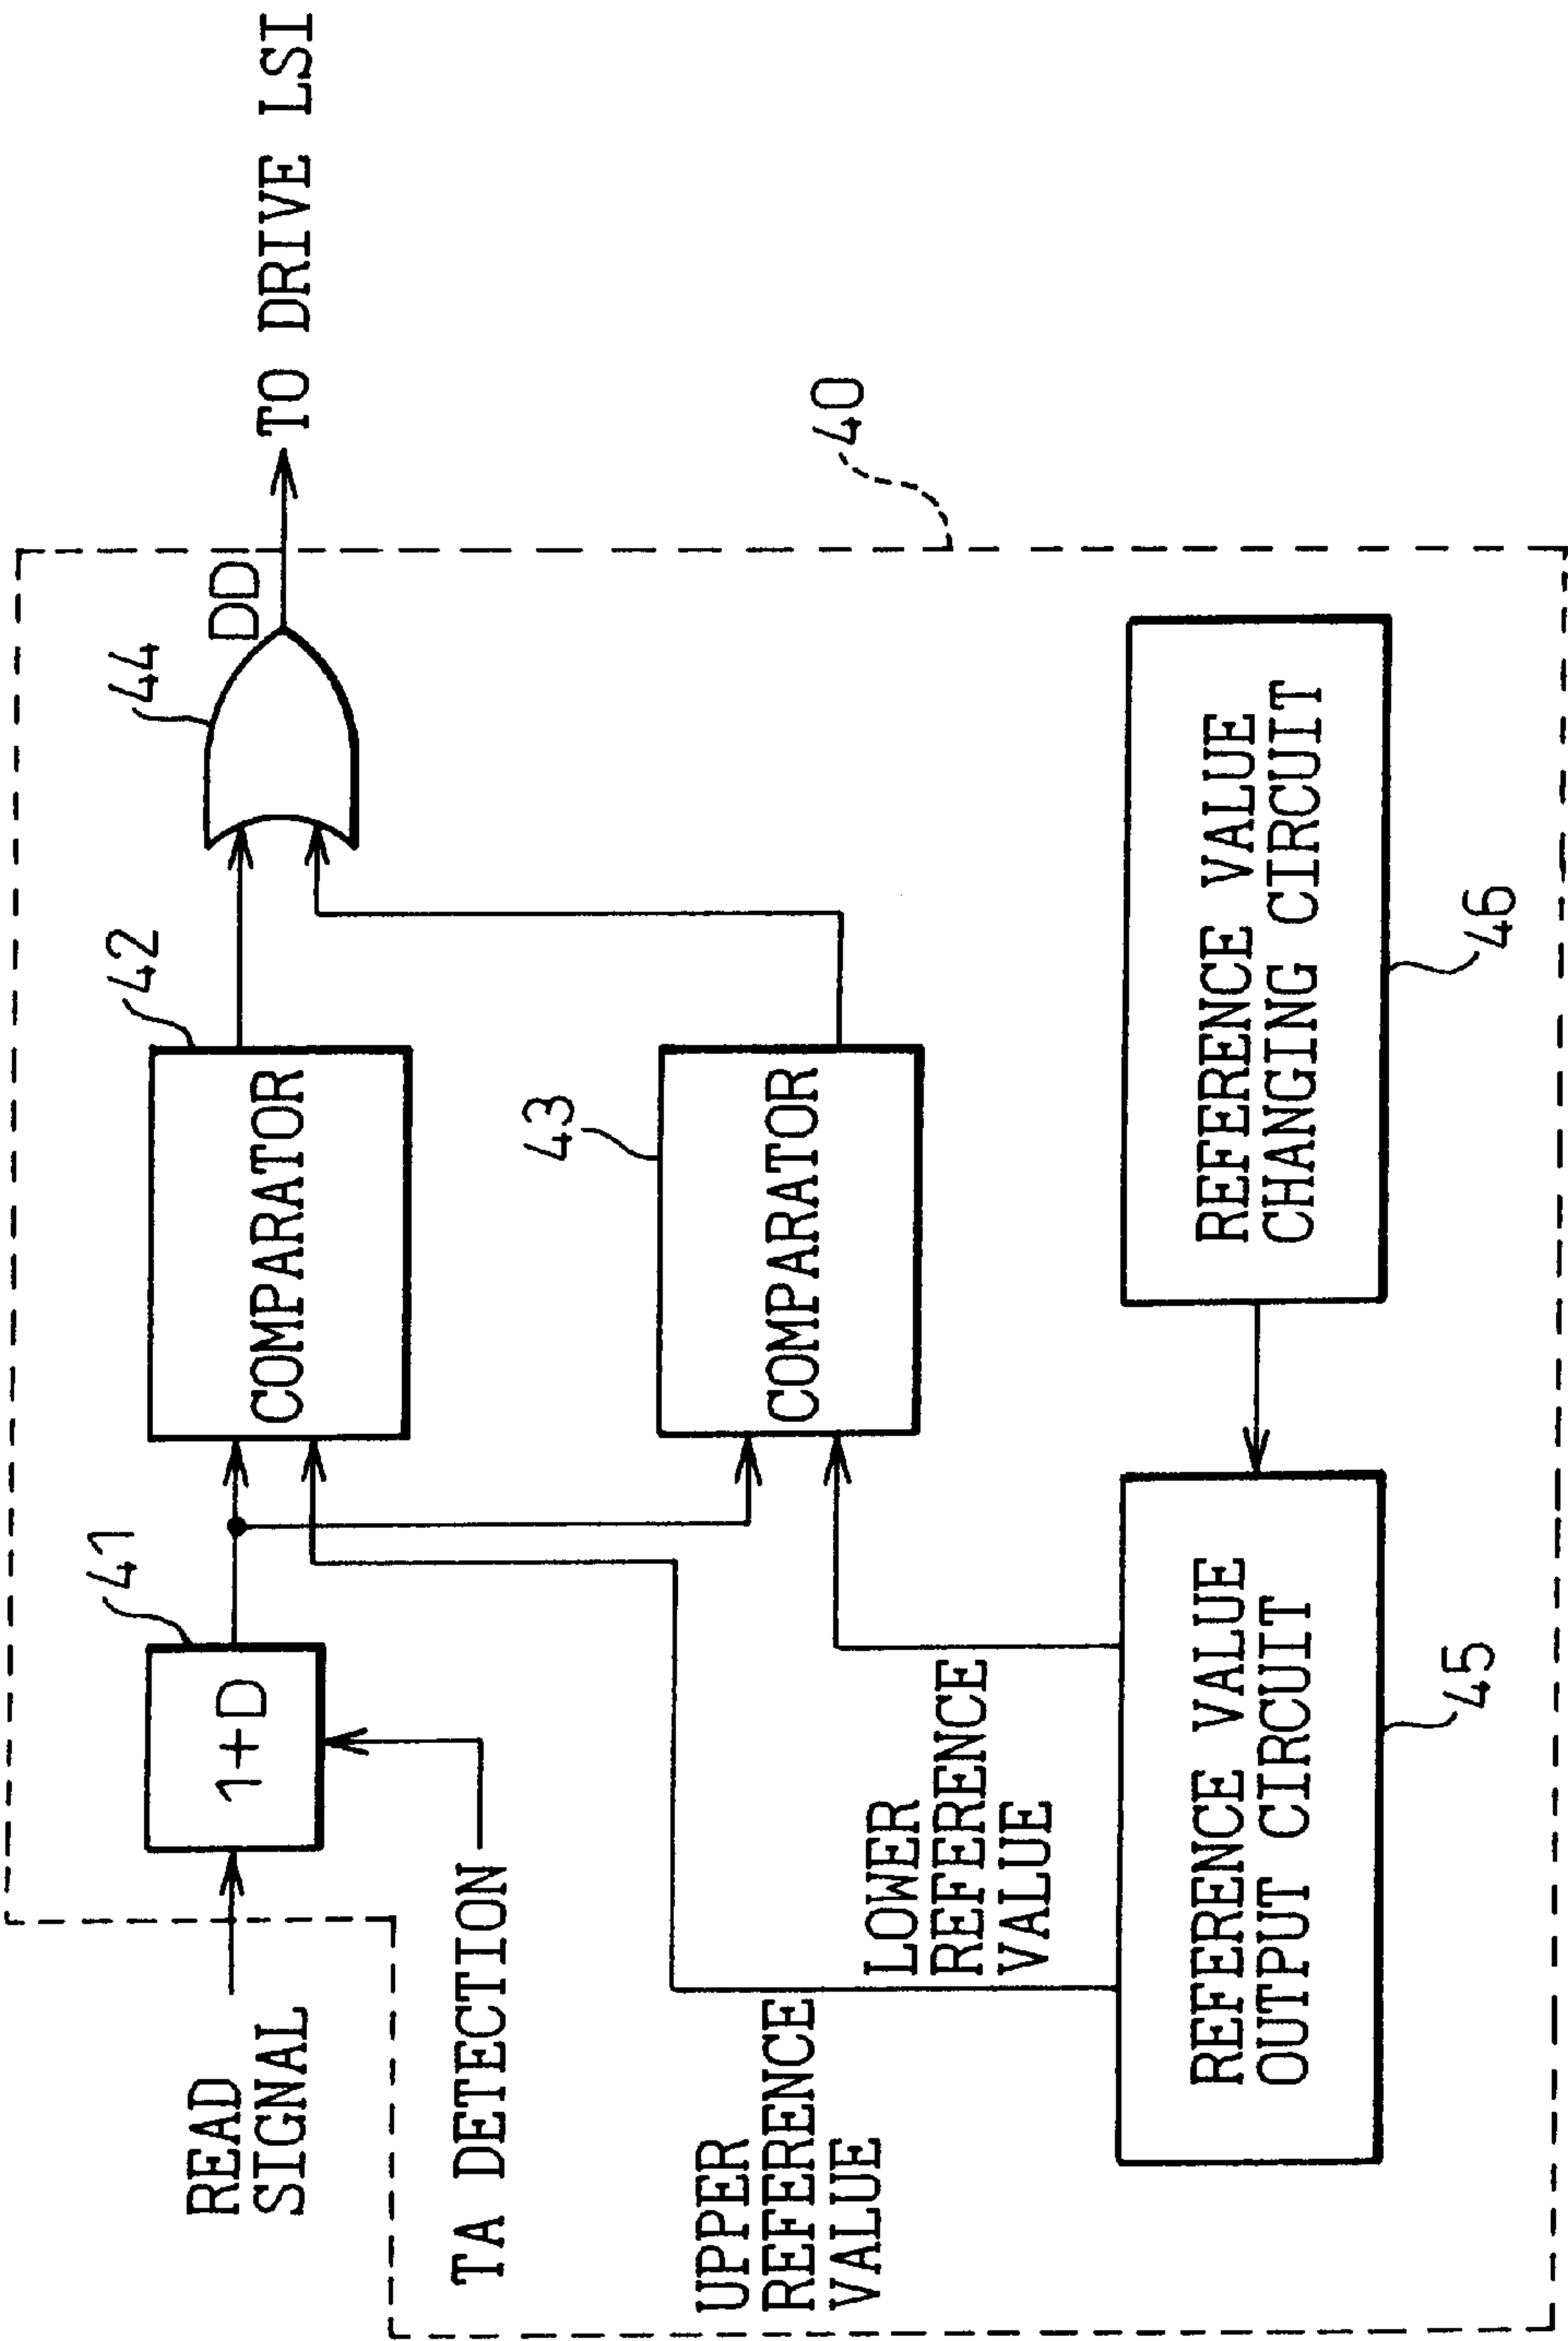 READ
SIGNAL
41
1+D
42
COMPARATOR
44
DD
TO DRIVE LSI
TA DETECTION
43
COMPARATOR
40
UPPER
REFERENCE
VALUE
LOWER
REFERENCE
VALUE
REFERENCE VALUE
OUTPUT CIRCUIT
45
REFERENCE VALUE
CHANGING CIRCUIT
46